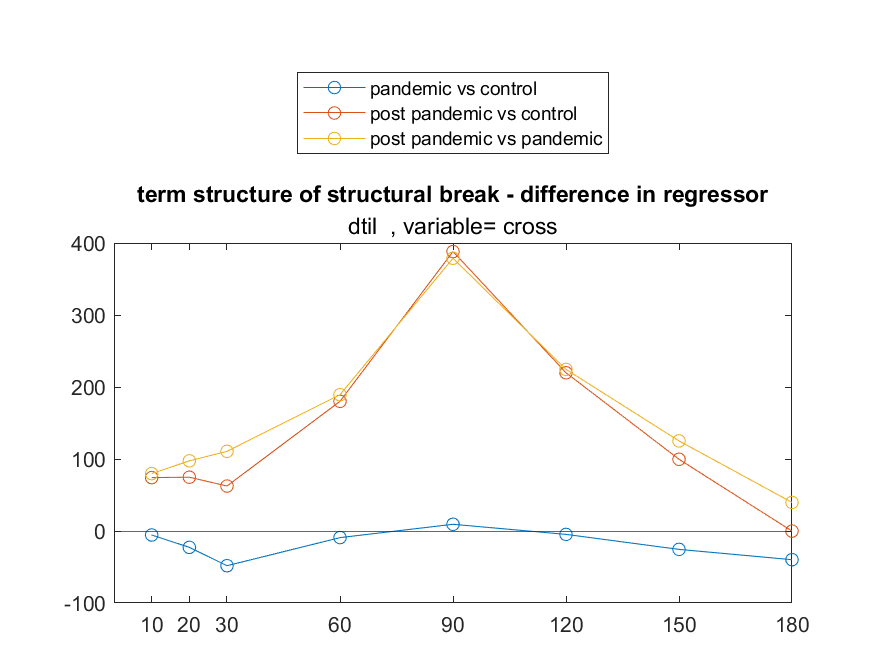 pandemic vs control
post pandemic vs control
post pandemic vs pandemic
term structure of structural break - difference in regressor
dtil , variable= cross
400
300
200
100
0
-100
10 20 30 60 90 120 150 180